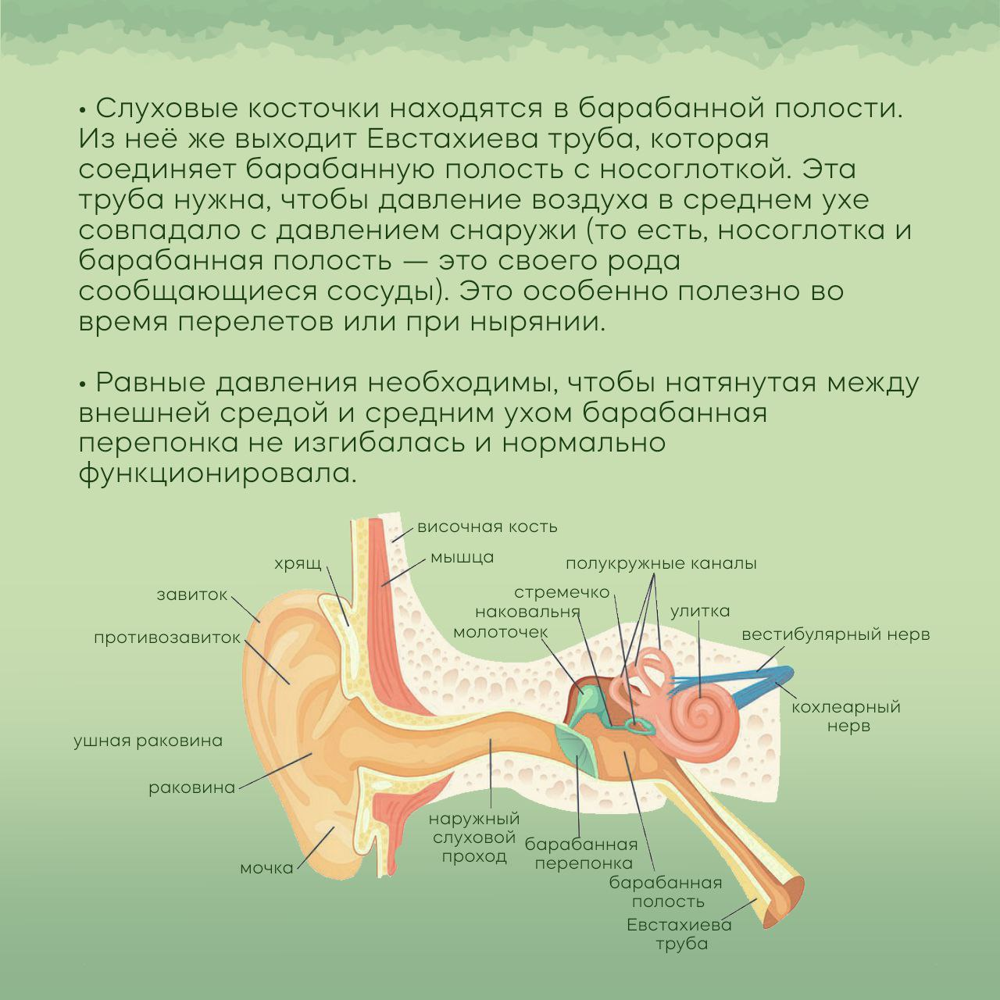 • Слуховые косточки находятся в барабанной полости.
Из неё же выходит Евстахиева труба, которая
соединяет барабанную полость с носоглоткой. Эта
труба нужна, чтобы давление воздуха в среднем ухе
совпадало с давлением снаружи (то есть, носоглотка и
барабанная полость — это своего рода
сообщающиеся сосуды). Это особенно полезно во
время перелетов или при нырянии.
• Равные давления необходимы, чтобы натянутая между
внешней средой и средним ухом барабанная
перепонка не изгибалась и нормально
функционировала.
височная кость
мышца
хрящ
полукружные каналы
завиток
стремечко
наковальня
улитка
молоточек
противозавиток
вестибулярный нерв
кохлеарный
нерв
ушная раковина
раковина
наружный
слуховой
проход
барабанная
перепонка
мочка
барабанная
полость
Евстахиева
труба